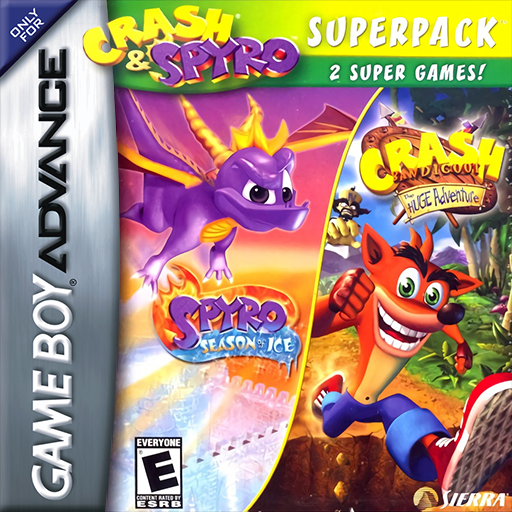 ONLY
FOR
GAME BOY ADVANCE
CRASH
& SPYRO
SUPERPACK™
2 SUPER GAMES!
CRASH
BANDICOOT
The
HUGE Adventure
SPYRO
SEASON OF ICE
EVERYONE
E
CONTENT RATED BY
ESRB
SIERRA